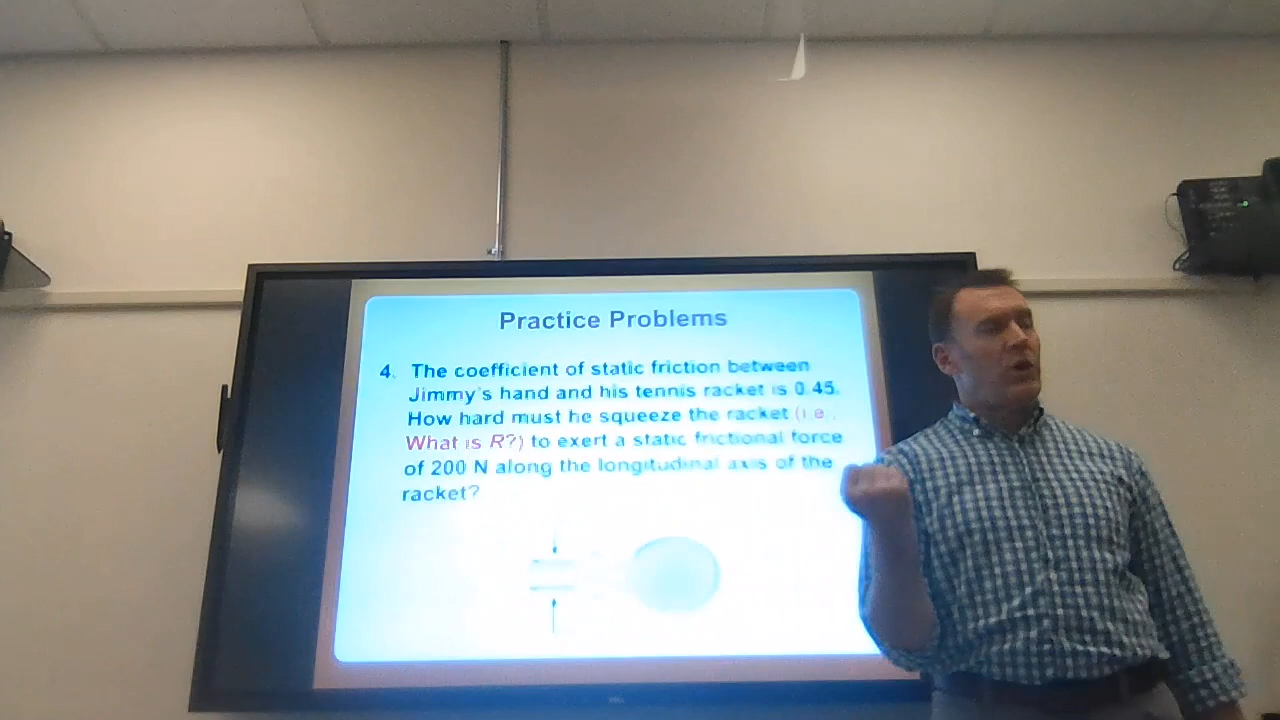 Practice Problems
4. The coefficient of static friction between
Jimmy's hand and his tennis racket is 0.45.
How hard must he squeeze the racket (i.e.,
What is R?) to exert a static frictional force
of 200 N along the longitudinal axis of the
racket?
DELL